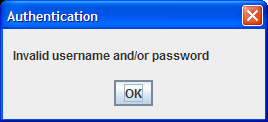 Authentication
Invalid username and/or password
OK